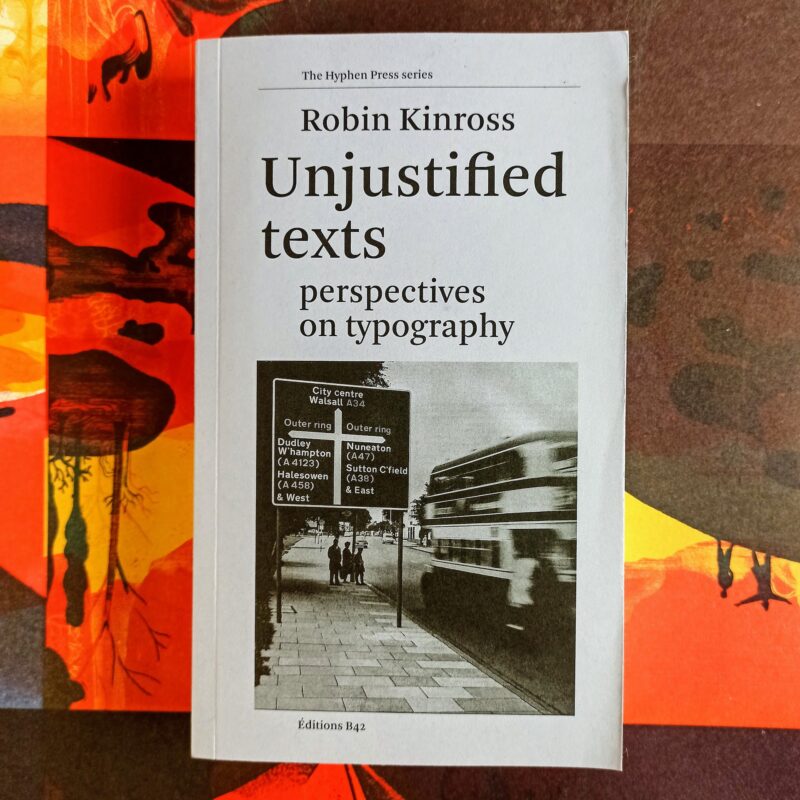 The Hyphen Press series
Robin Kinross
Unjustified
texts
perspectives
on typography
City centre
Walsall A34
Outer ring
Outer ring
Dudley
W'hampton
(A 4123)
Halesowen
(A 458)
& West
Nuneaton
(A47)
Sutton C'field
(A38)
& East
Éditions B42